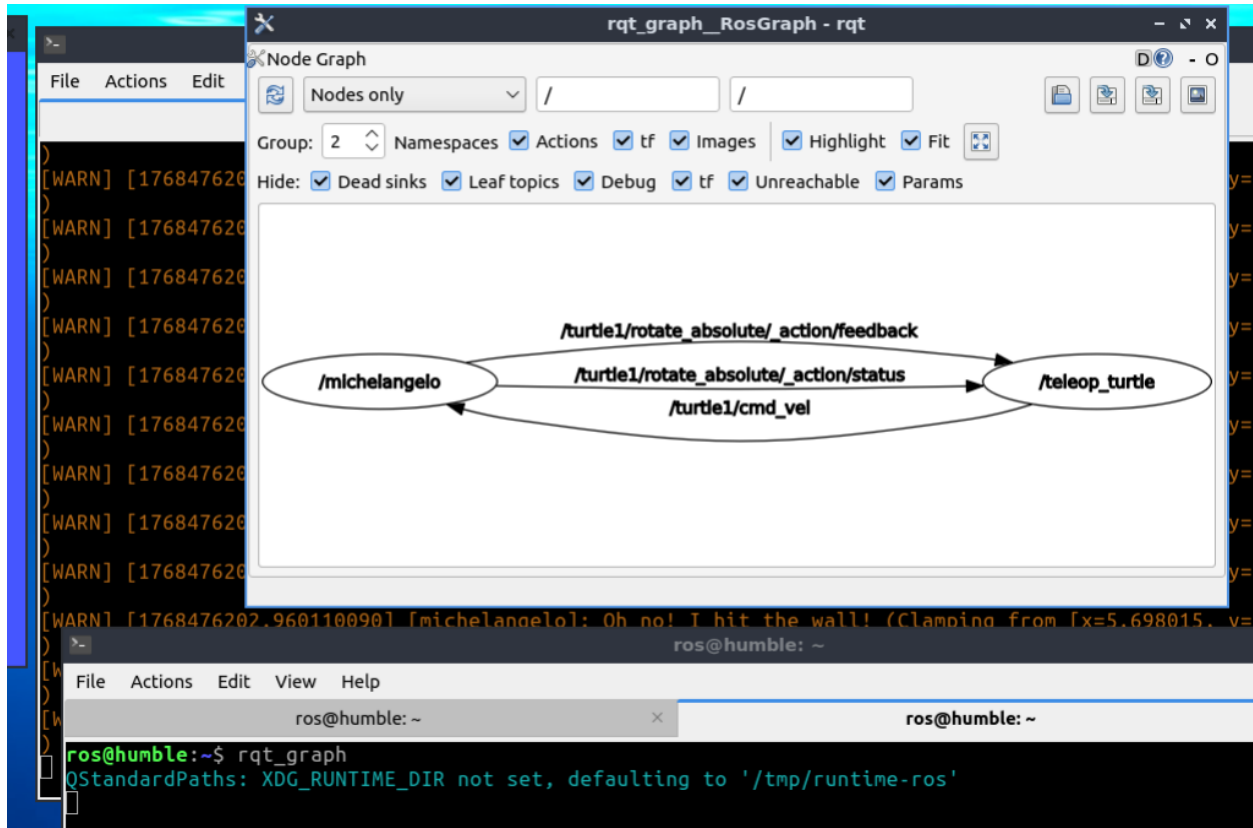 rqt_graph__RosGraph - rqt
Node Graph
D ? - O
Nodes only / /
Group: 2 Namespaces Actions tf Images Highlight Fit
Hide: Dead sinks Leaf topics Debug tf Unreachable Params
/turtle1/rotate_absolute/_action/feedback
/michelangelo /turtle1/rotate_absolute/_action/status /teleop_turtle
/turtle1/cmd_vel
File Actions Edit
)
[WARN] [176847620 y=
)
[WARN] [176847620 y=
)
[WARN] [176847620 y=
)
[WARN] [176847620 y=
)
[WARN] [176847620 y=
)
[WARN] [176847620 y=
)
[WARN] [176847620 y=
)
[WARN] [176847620 y=
)
[WARN] [176847620 y=
)
[WARN] [1768476202.960110090] [michelangelo]: Oh no! I hit the wall! (Clamping from [x=5.698015, y=
)
[W
)
[W
)
ros@humble: ~
File Actions Edit View Help
ros@humble: ~ ros@humble: ~
ros@humble:~$ rqt_graph
QStandardPaths: XDG_RUNTIME_DIR not set, defaulting to '/tmp/runtime-ros'